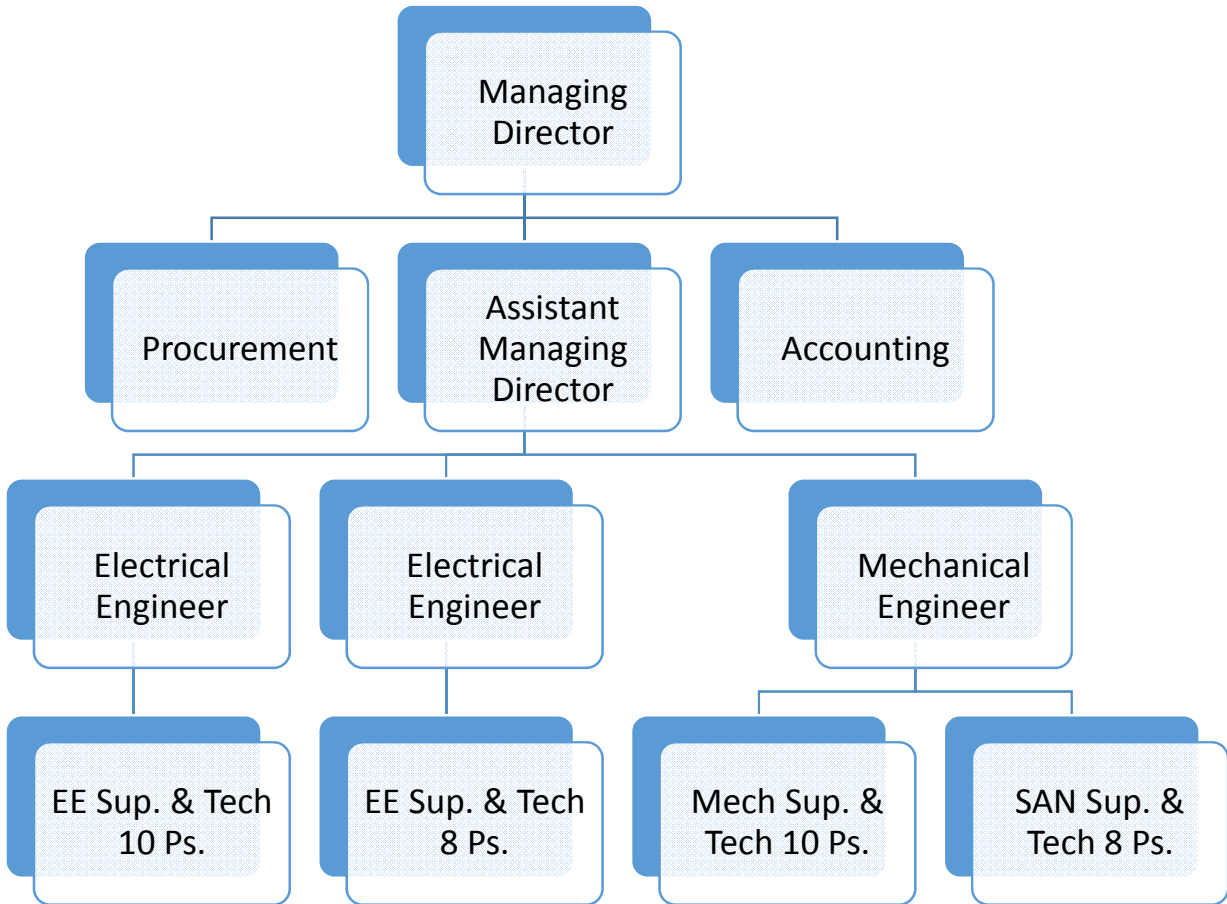 Managing
Director
Procurement
Assistant
Managing
Director
Accounting
Electrical
Engineer
Electrical
Engineer
Mechanical
Engineer
EE Sup. & Tech
10 Ps.
EE Sup. & Tech
8 Ps.
Mech Sup. &
Tech 10 Ps.
SAN Sup. &
Tech 8 Ps.